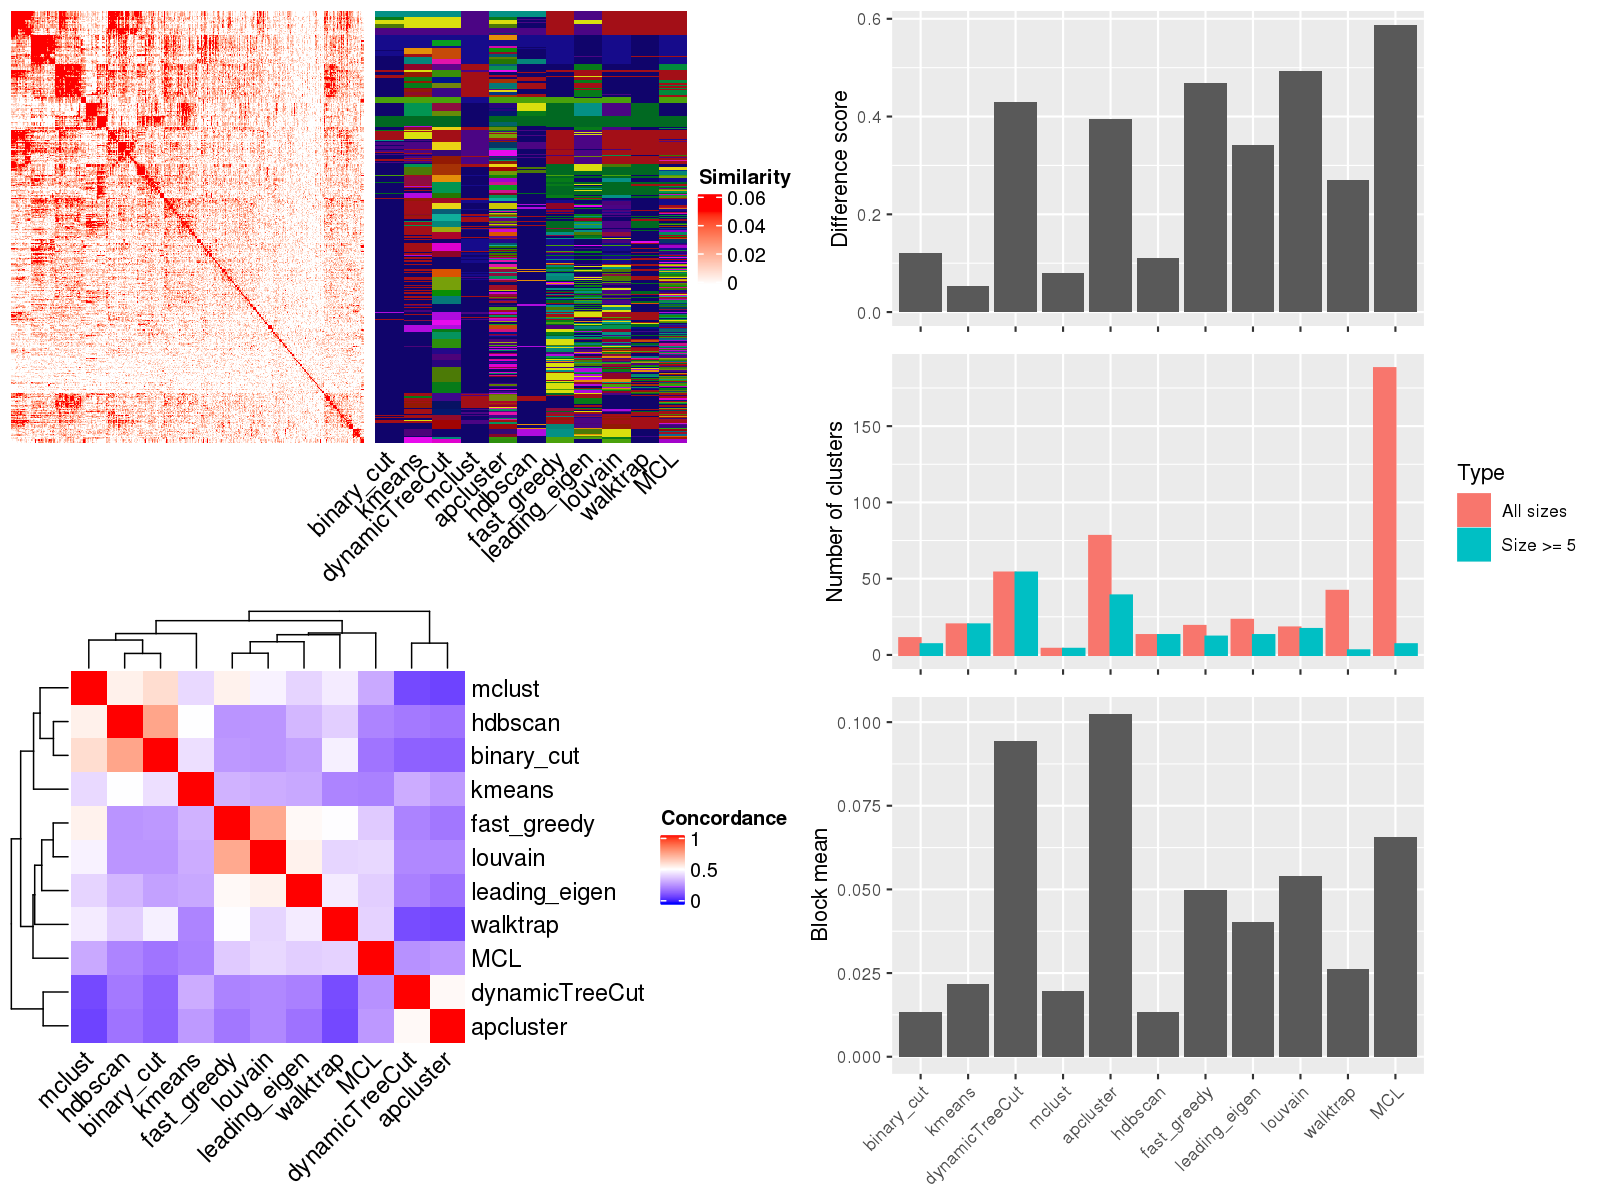 Similarity
0.06
0.04
0.02
0
binary_cut
kmeans
dynamicTreeCut
mclust
apcluster
hdbscan
fast_greedy
leading_eigen
louvain
walktrap
MCL
mclust
hdbscan
binary_cut
kmeans
fast_greedy
louvain
leading_eigen
walktrap
MCL
dynamicTreeCut
apcluster
mclust
hdbscan
binary_cut
kmeans
fast_greedy
louvain
leading_eigen
walktrap
MCL
dynamicTreeCut
apcluster
Concordance
1
0.5
0
Difference score
0.6
0.4
0.2
0.0
Number of clusters
150
100
50
0
Type
All sizes
Size >= 5
Block mean
0.100
0.075
0.050
0.025
0.000
binary_cut
kmeans
dynamicTreeCut
mclust
apcluster
hdbscan
fast_greedy
leading_eigen
louvain
walktrap
MCL